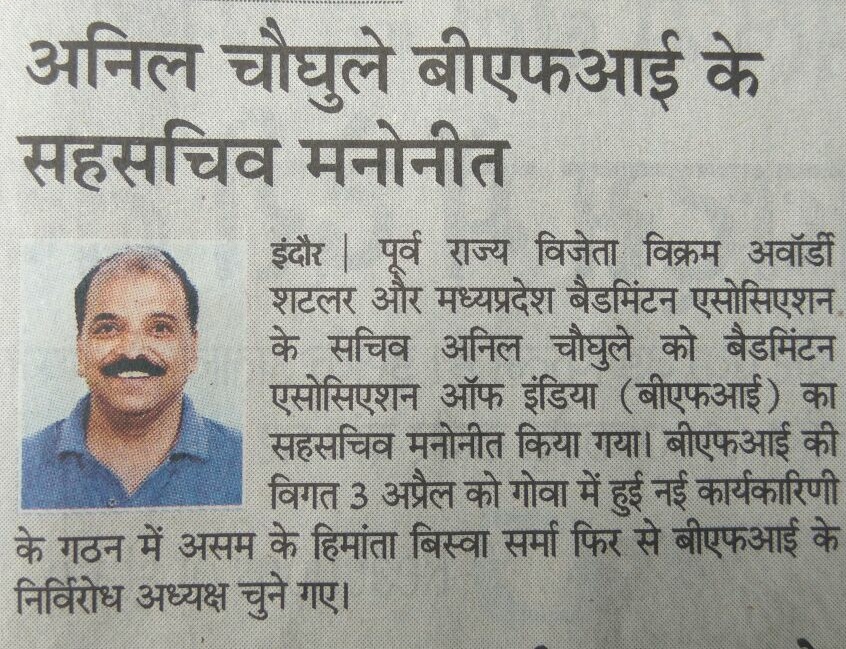 अनिल चौघुले बीएफआई के
सहसचिव मनोनीत
इंदौर | पूर्व राज्य विजेता विक्रम अवॉर्डी
शटलर और मध्यप्रदेश बैडमिंटन एसोसिएशन
के सचिव अनिल चौघुले को बैडमिंटन
एसोसिएशन ऑफ इंडिया (बीएफआई) का
सहसचिव मनोनीत किया गया। बीएफआई की
विगत 3 अप्रैल को गोवा में हुई नई कार्यकारिणी
के गठन में असम के हिमांता बिस्वा सर्मा फिर से बीएफआई के
निर्विरोध अध्यक्ष चुने गए।